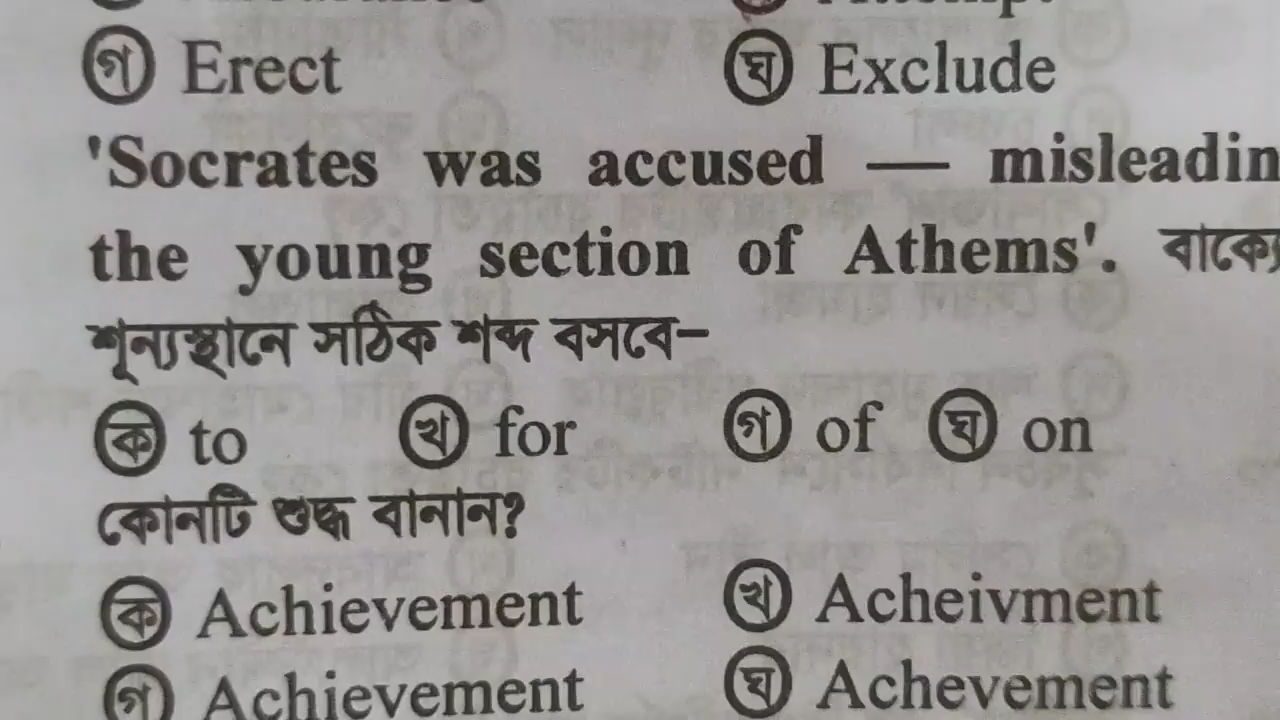 গ Erect ঘ Exclude
'Socrates was accused — misleadin
the young section of Athems'. বাক্যে
শূন্যস্থানে সঠিক শব্দ বসবে–
ক to খ for গ of ঘ on
কোনটি শুদ্ধ বানান?
ক Achievement খ Acheivment
গ Achievement ঘ Achevement